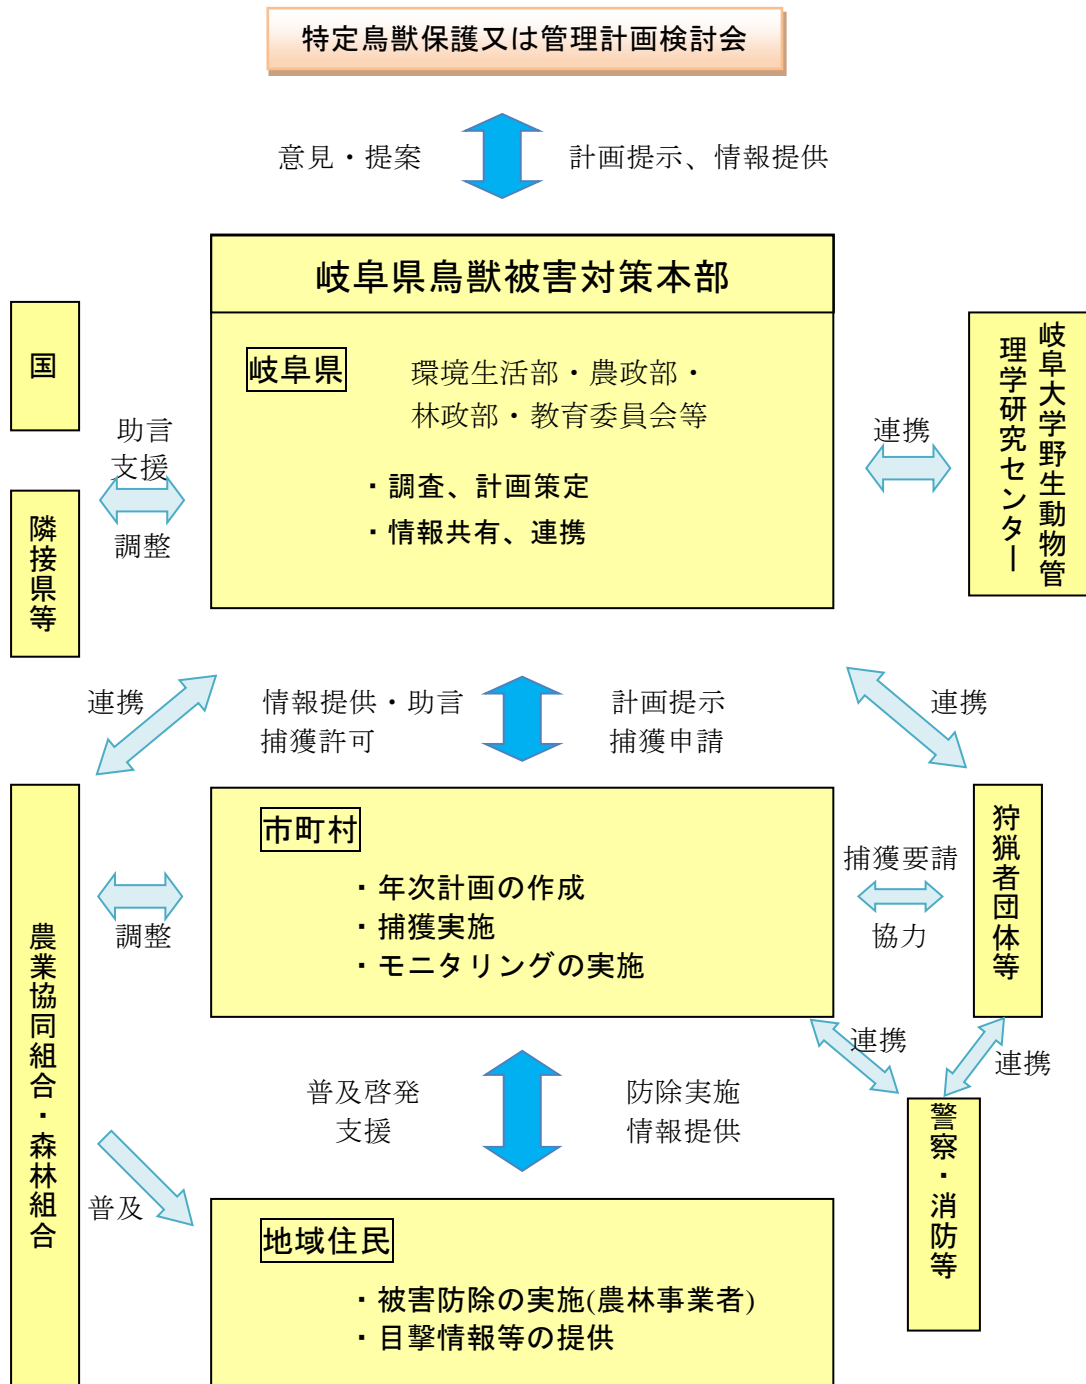 特定鳥獣保護又は管理計画検討会
意見・提案
計画提示、情報提供
岐阜県鳥獣被害対策本部
岐阜県
環境生活部・農政部・
林政部・教育委員会等
・調査、計画策定
・情報共有、連携
国
助言
支援
調整
隣接県等
連携
岐阜大学野生動物管
理学研究センター
連携
情報提供・助言
捕獲許可
計画提示
捕獲申請
連携
市町村
・年次計画の作成
・捕獲実施
・モニタリングの実施
調整
農業協同組合・森林組合
捕獲要請
協力
狩猟者団体等
連携
連携
警察・消防等
普及啓発
支援
防除実施
情報提供
普及
地域住民
・被害防除の実施(農林事業者)
・目撃情報等の提供